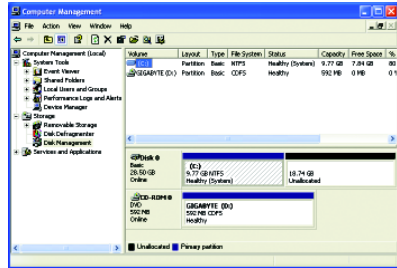 Computer Management
File Action View Window Help
Computer Management (Local)
System Tools
Event Viewer
Shared Folders
Local Users and Groups
Performance Logs and Alerts
Device Manager
Storage
Removable Storage
Disk Defragmenter
Disk Management
Services and Applications
Volume Layout Type File System Status Capacity Free Space %
(C:) Partition Basic NTFS Healthy (System) 9.77 GB 7.84 GB 80
GIGABYTE (D:) Partition Basic CDFS Healthy 592 MB 0 MB 0 %
Disk 0
Basic
28.50 GB
Online
(C:)
9.77 GB NTFS
Healthy (System)
18.74 GB
Unallocated
CD-ROM 0
DVD
592 MB
Online
GIGABYTE (D:)
592 MB CDFS
Healthy
Unallocated Primary partition